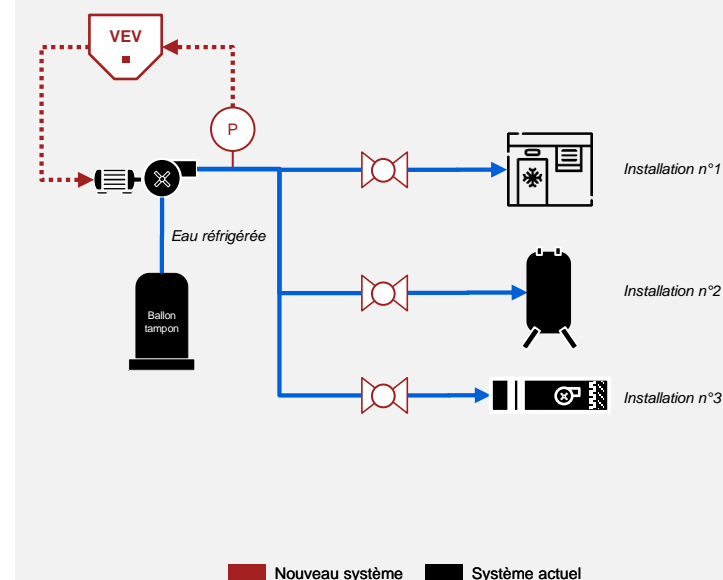 VEV
P
Installation n°1
Eau réfrigérée
Installation n°2
Ballon
tampon
Installation n°3
Nouveau système
Système actuel